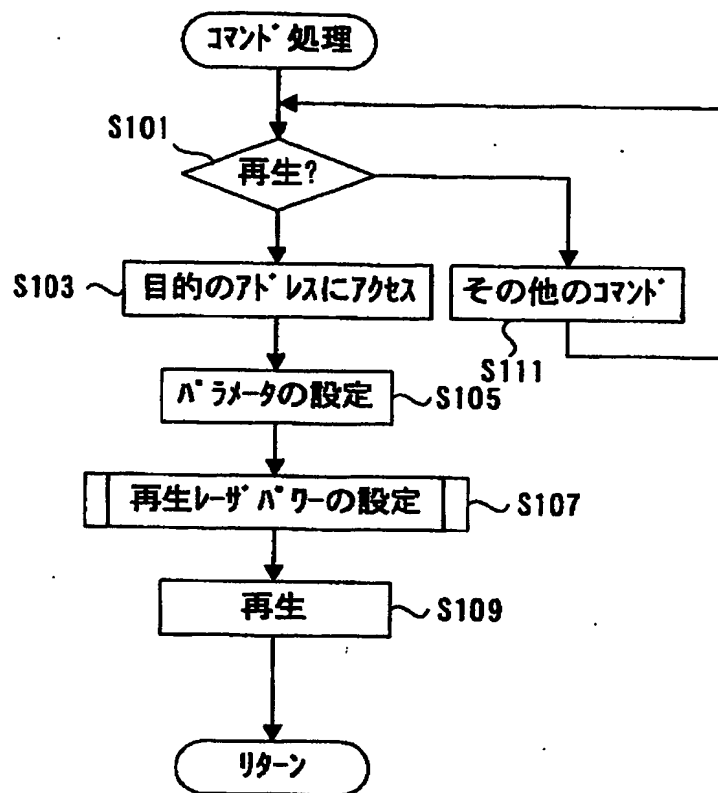 コマンド処理
S101
再生?
S103
目的のアドレスにアクセス
その他のコマンド
S111
パラメータの設定
S105
再生レーザパワーの設定
S107
再生
S109
リターン